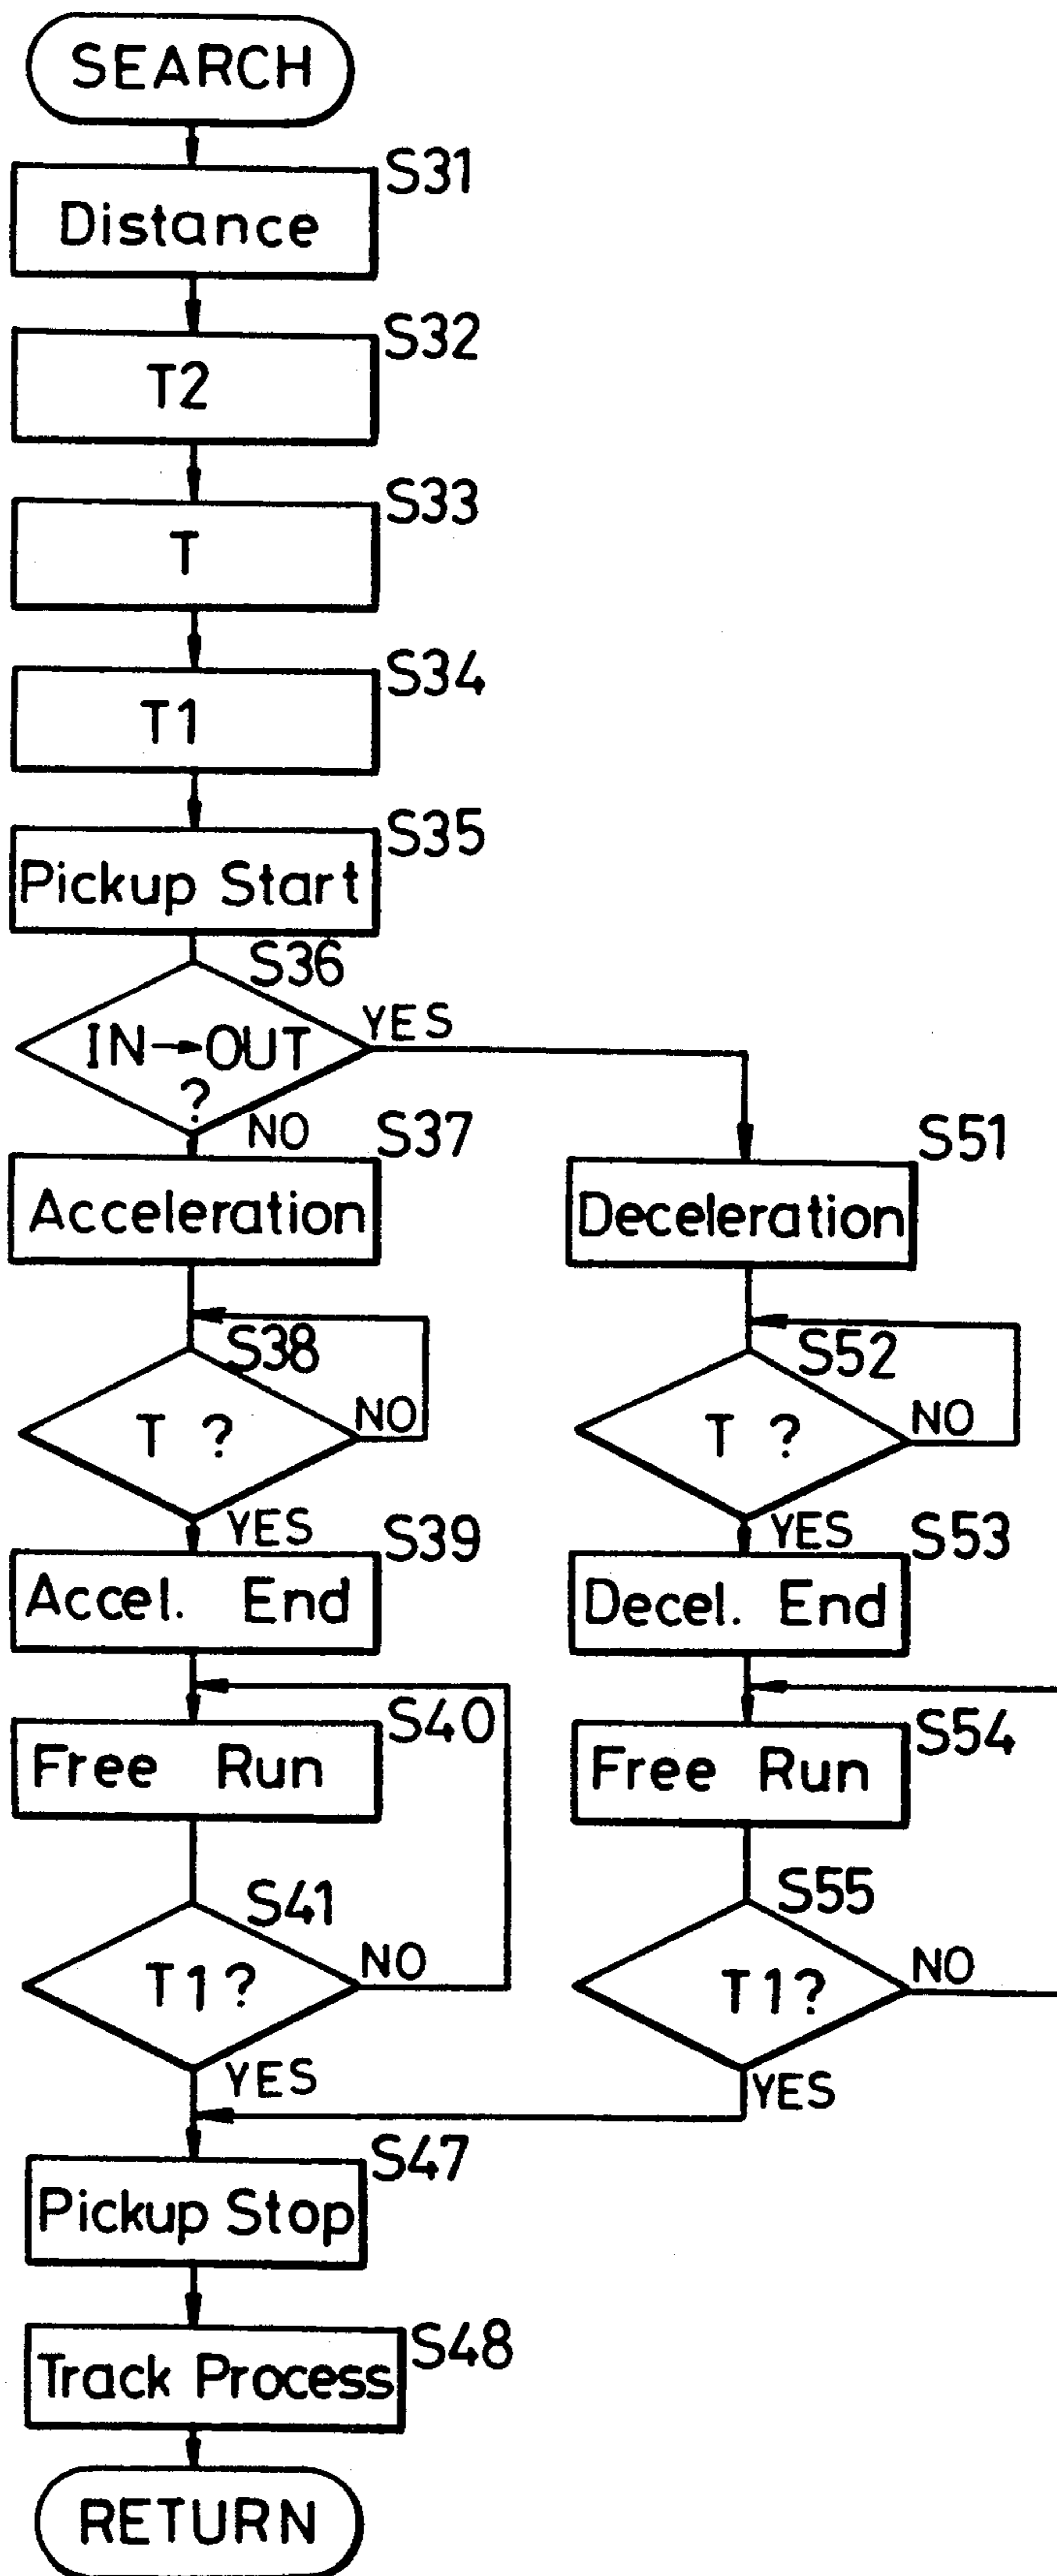 SEARCH
S31
Distance
S32
T2
S33
T
S34
T1
S35
Pickup Start
S36
IN→OUT
?
YES
NO
S37
Acceleration
S38
T ?
NO
YES
S39
Accel. End
S40
Free Run
S41
T1?
NO
YES
S51
Deceleration
S52
T ?
NO
YES
S53
Decel. End
S54
Free Run
S55
T1?
NO
YES
S47
Pickup Stop
S48
Track Process
RETURN